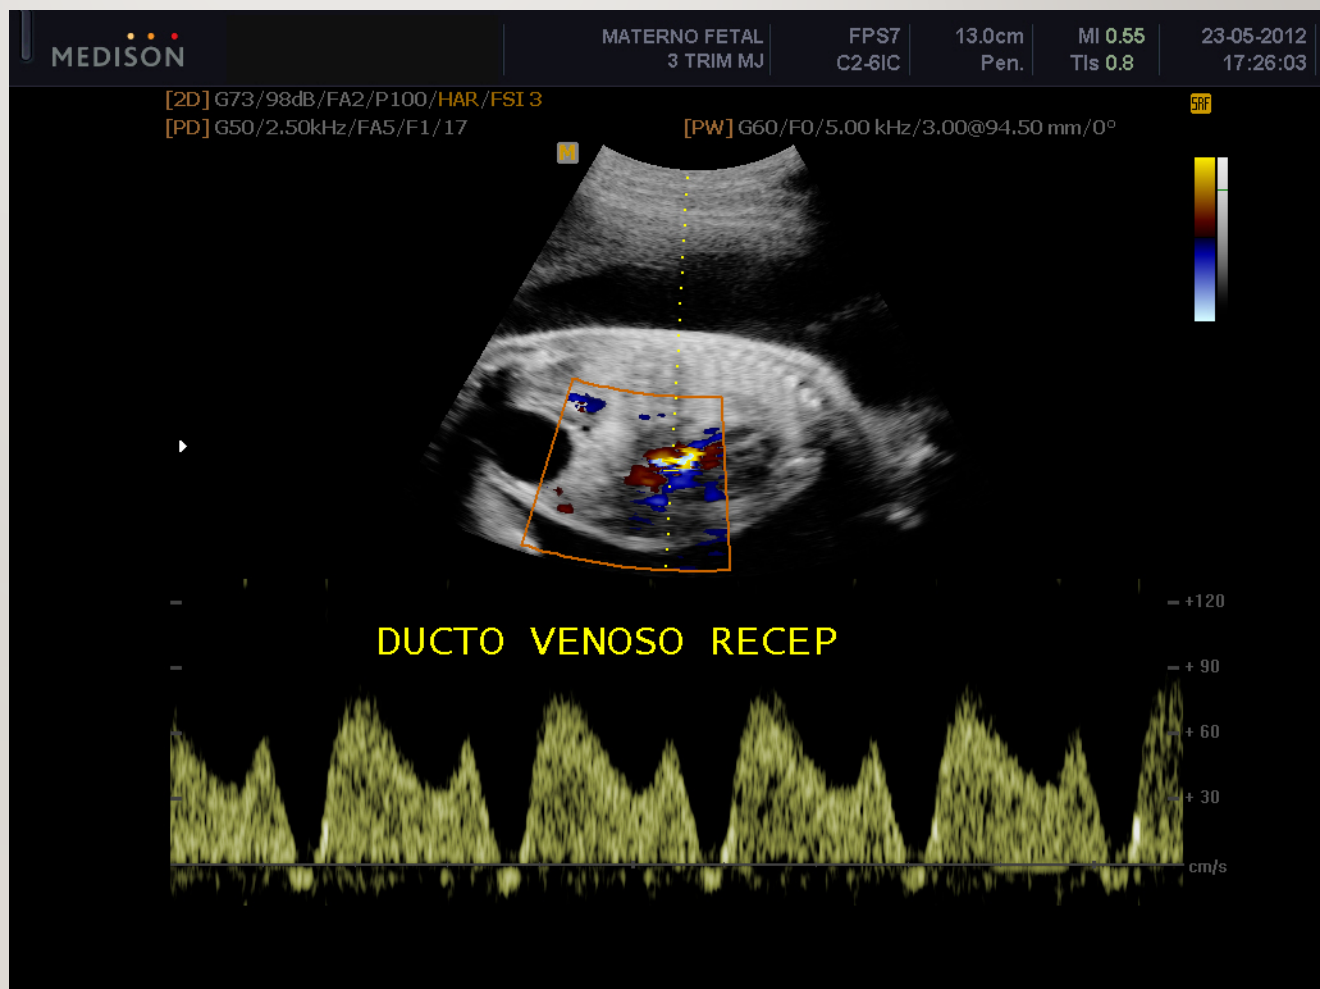 MEDISON
MATERNO FETAL
3 TRIM MJ
FPS7
C2-6IC
13.0cm
Pen.
MI 0.55
TIs 0.8
23-05-2012
17:26:03
[2D] G73/98dB/FA2/P100/HAR/FSI 3
[PD] G50/2.50kHz/FA5/F1/17
[PW] G60/F0/5.00 kHz/3.00@94.50 mm/0°
SRF
M
DUCTO VENOSO RECEP
+120
+ 90
+ 60
+ 30
cm/s